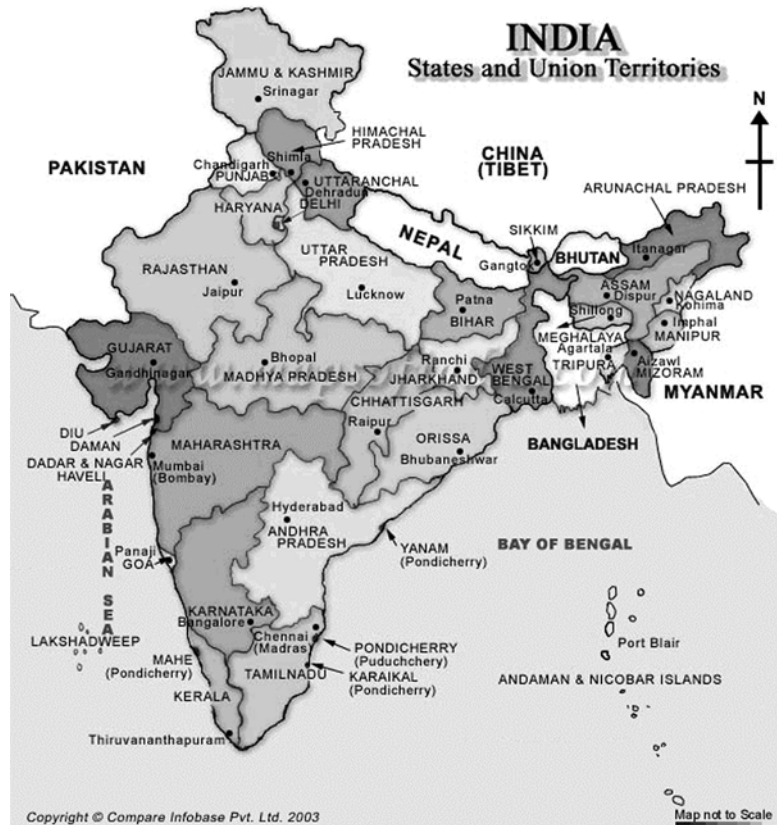 INDIA
States and Union Territories
N
JAMMU & KASHMIR
Srinagar
HIMACHAL
PRADESH
PAKISTAN
Chandigarh
Shimla
PUNJAB
CHINA
(TIBET)
UTTARANCHAL
Dehradun
ARUNACHAL PRADESH
HARYANA
DELHI
SIKKIM
NEPAL
BHUTAN
Itanagar
UTTAR
PRADESH
Gangtok
RAJASTHAN
Jaipur
Lucknow
ASSAM
Dispur
NAGALAND
Kohima
Patna
BIHAR
Shillong
Imphal
MANIPUR
MEGHALAYA
GUJARAT
Gandhinagar
Bhopal
MADHYA PRADESH
Ranchi
JHARKHAND
WEST
BENGAL
Agartala
TRIPURA
Aizawl
MIZORAM
Calcutta
MYANMAR
CHHATTISGARH
Raipur
DIU
DAMAN
DADAR & NAGAR
HAVELI
MAHARASHTRA
ORISSA
Bhubaneshwar
BANGLADESH
Mumbai
(Bombay)
ARABIAN SEA
Hyderabad
ANDHRA
PRADESH
YANAM
(Pondicherry)
BAY OF BENGAL
Panaji
GOA
KARNATAKA
Bangalore
LAKSHADWEEP
Chennai
(Madras)
PONDICHERRY
(Puduchchery)
Port Blair
MAHE
(Pondicherry)
TAMILNADU
KARAIKAL
(Pondicherry)
ANDAMAN & NICOBAR ISLANDS
KERALA
Thiruvananthapuram
Copyright © Compare Infobase Pvt. Ltd. 2003
Map not to Scale